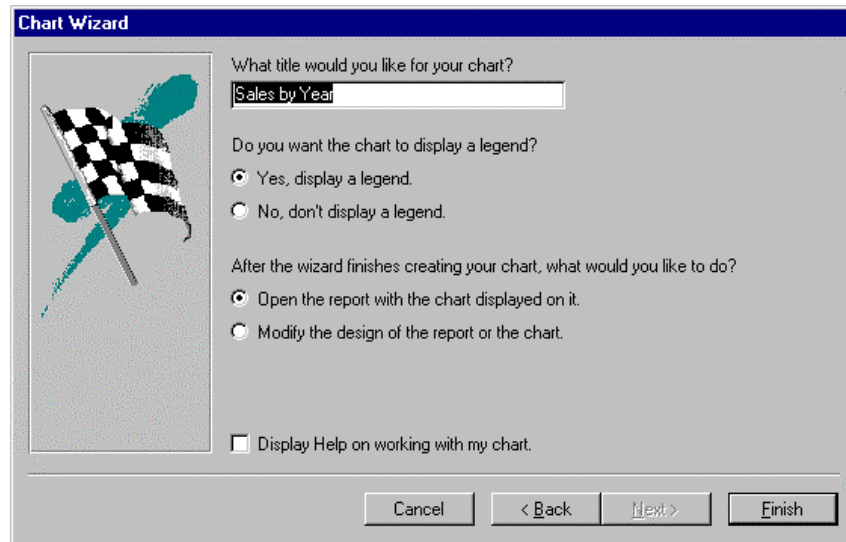 Chart Wizard
What title would you like for your chart?
Sales by Year
Do you want the chart to display a legend?
Yes, display a legend.
No, don't display a legend.
After the wizard finishes creating your chart, what would you like to do?
Open the report with the chart displayed on it.
Modify the design of the report or the chart.
Display Help on working with my chart.
Cancel < Back Next > Finish